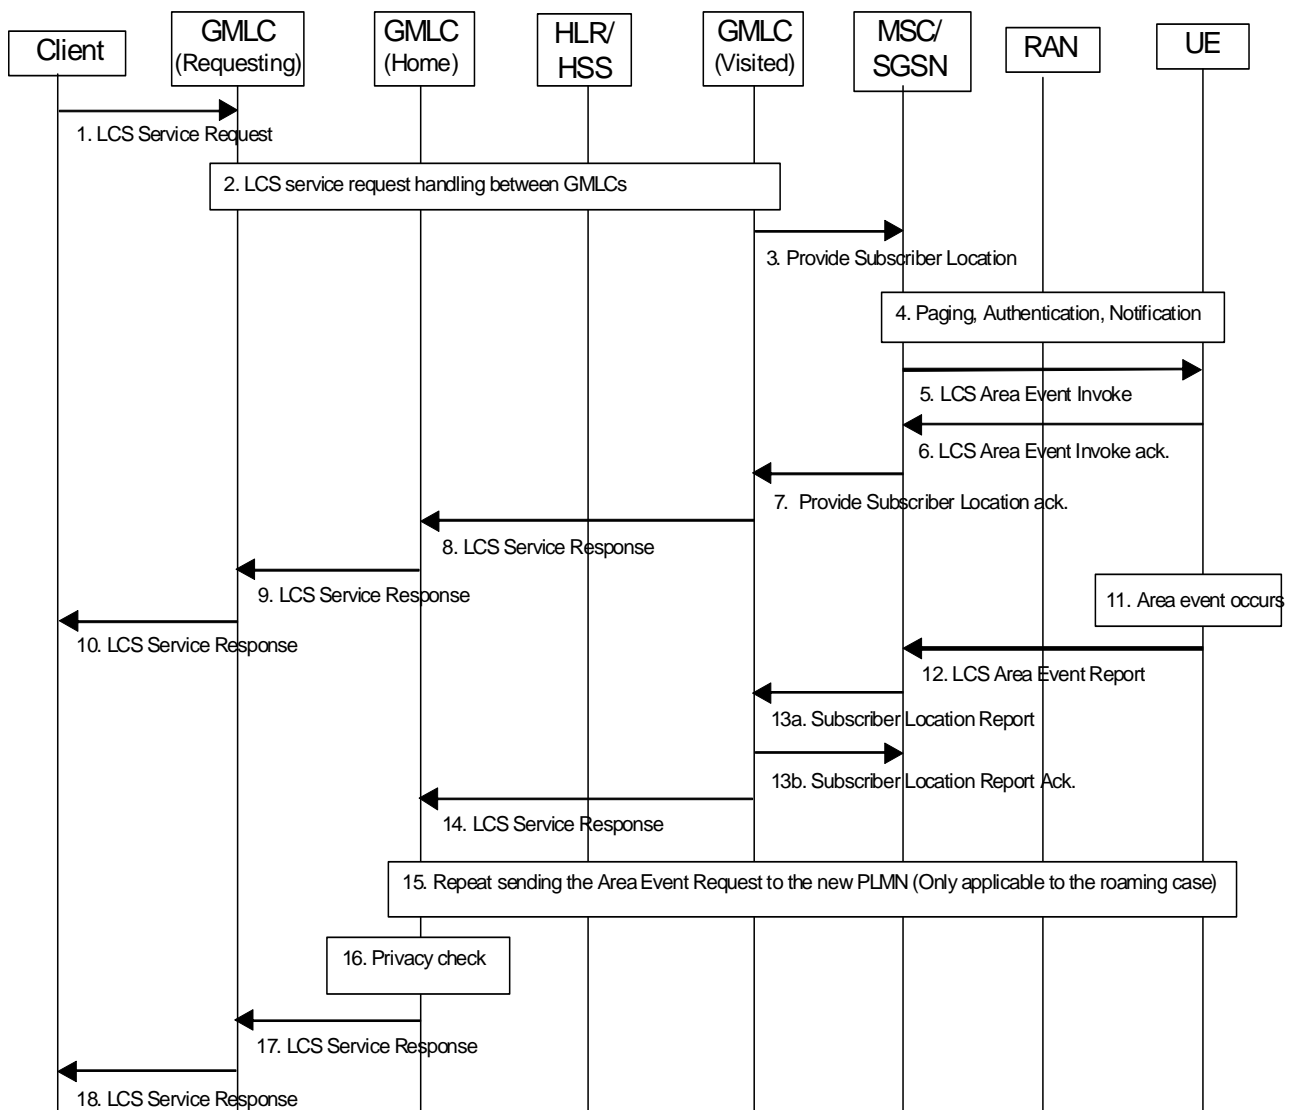 Client
GMLC
(Requesting)
GMLC
(Home)
HLR/
HSS
GMLC
(Visited)
MSC/
SGSN
RAN
UE
1. LCS Service Request
2. LCS service request handling between GMLCs
3. Provide Subscriber Location
4. Paging, Authentication, Notification
5. LCS Area Event Invoke
6. LCS Area Event Invoke ack.
7. Provide Subscriber Location ack.
8. LCS Service Response
9. LCS Service Response
10. LCS Service Response
11. Area event occurs
12. LCS Area Event Report
13a. Subscriber Location Report
13b. Subscriber Location Report Ack.
14. LCS Service Response
15. Repeat sending the Area Event Request to the new PLMN (Only applicable to the roaming case)
16. Privacy check
17. LCS Service Response
18. LCS Service Response